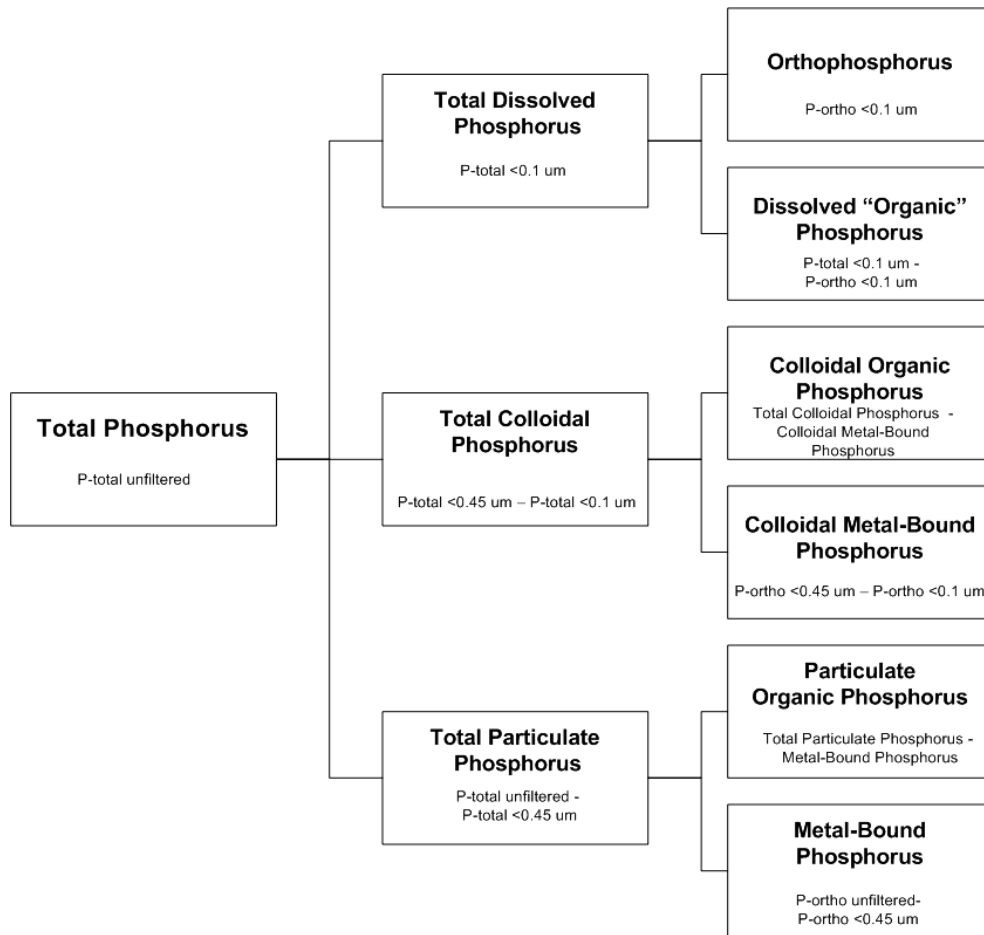 Total Phosphorus
P-total unfiltered
Total Dissolved
Phosphorus
P-total <0.1 um
Orthophosphorus
P-ortho <0.1 um
Dissolved “Organic”
Phosphorus
P-total <0.1 um -
P-ortho <0.1 um
Total Colloidal
Phosphorus
P-total <0.45 um – P-total <0.1 um
Colloidal Organic
Phosphorus
Total Colloidal Phosphorus -
Colloidal Metal-Bound
Phosphorus
Colloidal Metal-Bound
Phosphorus
P-ortho <0.45 um – P-ortho <0.1 um
Total Particulate
Phosphorus
P-total unfiltered -
P-total <0.45 um
Particulate
Organic Phosphorus
Total Particulate Phosphorus -
Metal-Bound Phosphorus
Metal-Bound
Phosphorus
P-ortho unfiltered-
P-ortho <0.45 um